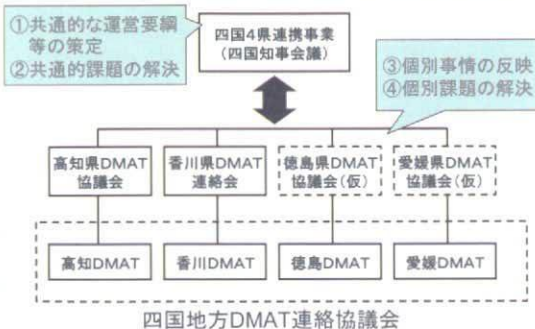 ①共通的な運営要綱
等の策定
②共通的課題の解決
四国4県連携事業
(四国知事会議)
③個別事情の反映
④個別課題の解決
高知県DMAT
協議会
香川県DMAT
連絡会
徳島県DMAT
協議会(仮)
愛媛県DMAT
協議会(仮)
高知DMAT
香川DMAT
徳島DMAT
愛媛DMAT
四国地方DMAT連絡協議会